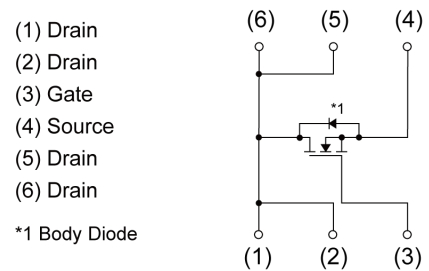 (1) Drain
(2) Drain
(3) Gate
(4) Source
(5) Drain
(6) Drain
*1 Body Diode
(6) (5) (4)
*1
(1) (2) (3)